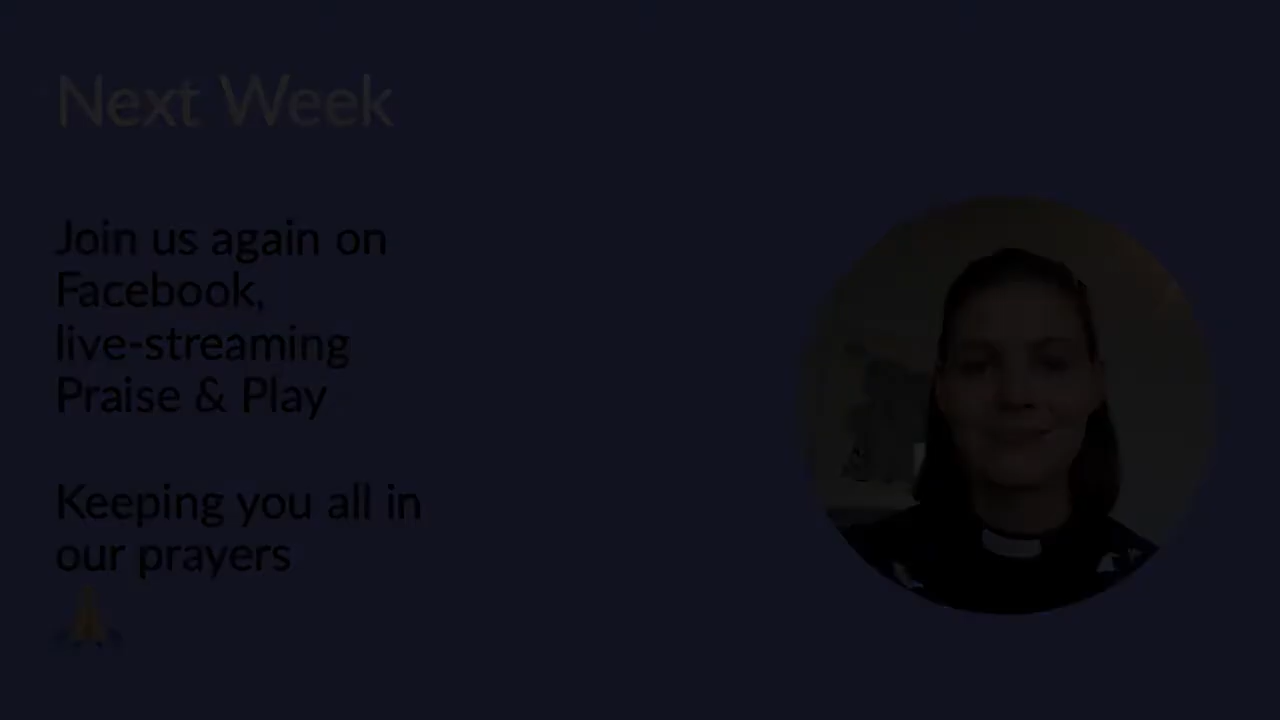 Next Week
Join us again on
Facebook,
live-streaming
Praise & Play
Keeping you all in
our prayers
🙏